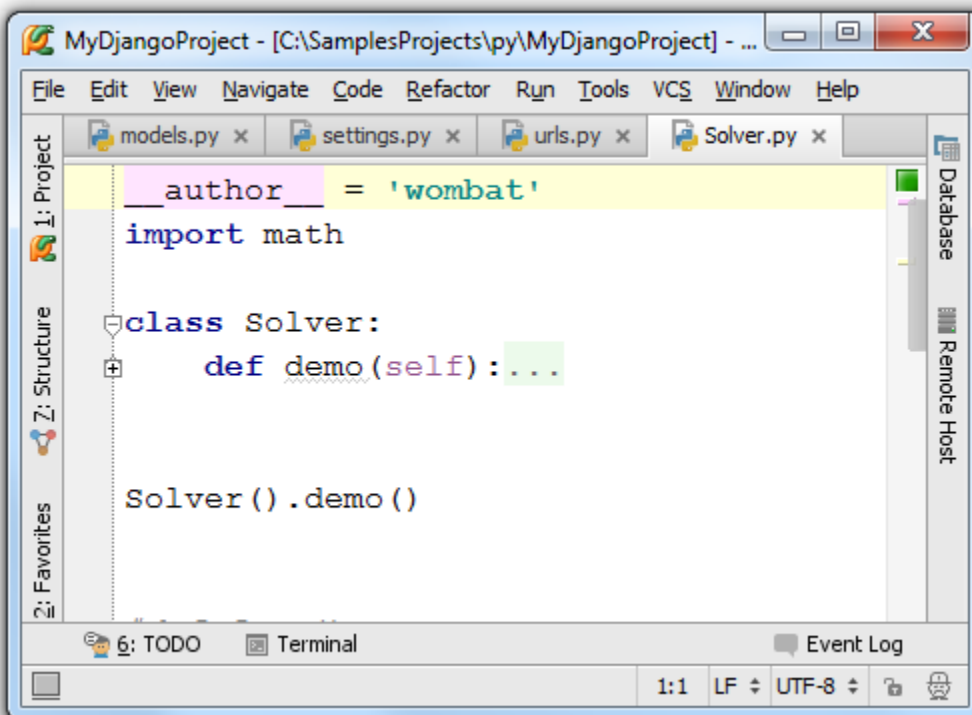 MyDjangoProject - [C:\SamplesProjects\py\MyDjangoProject] - ...
File Edit View Navigate Code Refactor Run Tools VCS Window Help
models.py settings.py urls.py Solver.py
1: Project
7: Structure
2: Favorites
__author__ = 'wombat'
import math
class Solver:
def demo(self):...
Solver().demo()
Database
Remote Host
6: TODO Terminal Event Log
1:1 LF UTF-8